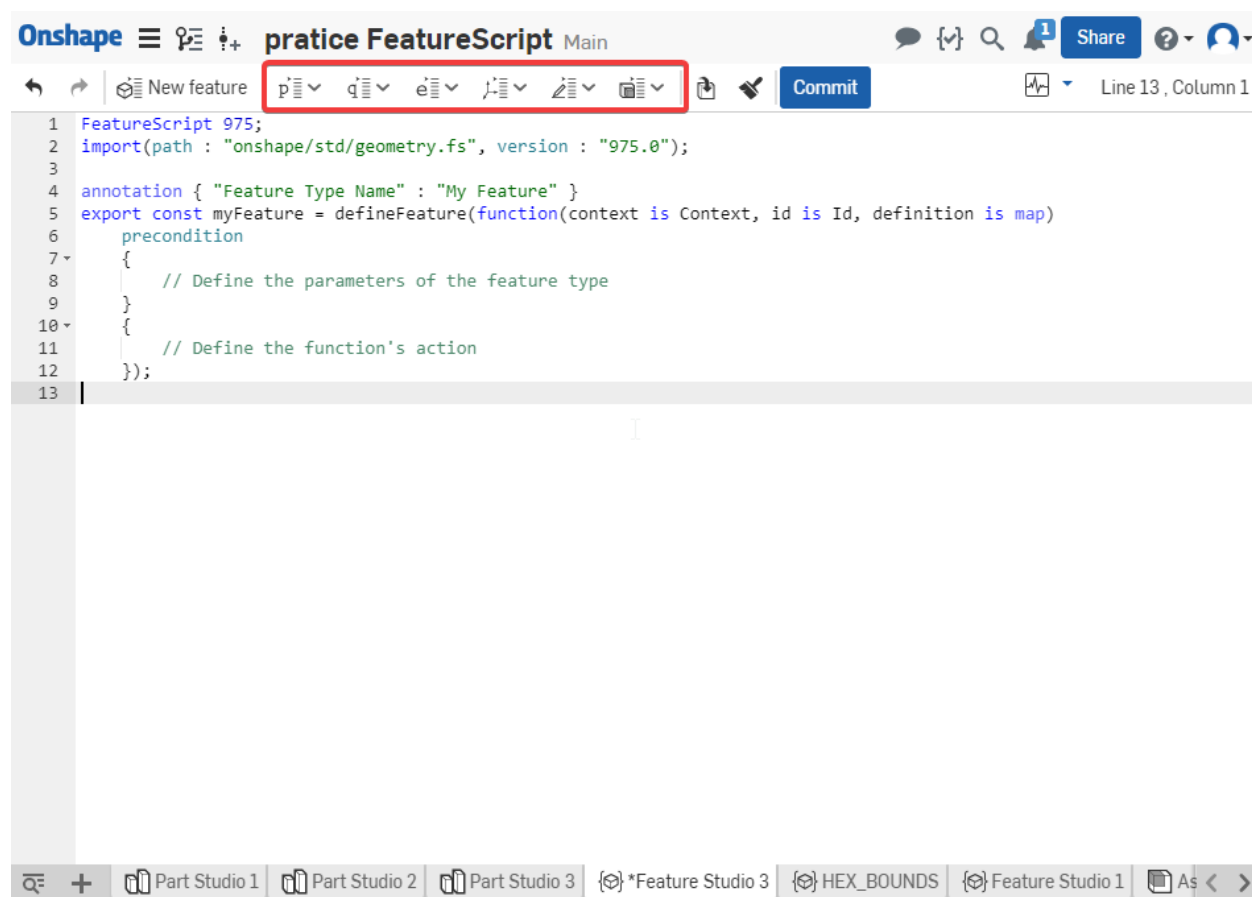 Onshape pratice FeatureScript Main 1 Share
New feature p q e Commit Line 13 , Column 1
1 FeatureScript 975;
2 import(path : "onshape/std/geometry.fs", version : "975.0");
3
4 annotation { "Feature Type Name" : "My Feature" }
5 export const myFeature = defineFeature(function(context is Context, id is Id, definition is map)
6 precondition
7 {
8 // Define the parameters of the feature type
9 }
10 {
11 // Define the function's action
12 });
13
Part Studio 1 Part Studio 2 Part Studio 3 *Feature Studio 3 HEX_BOUNDS Feature Studio 1 As